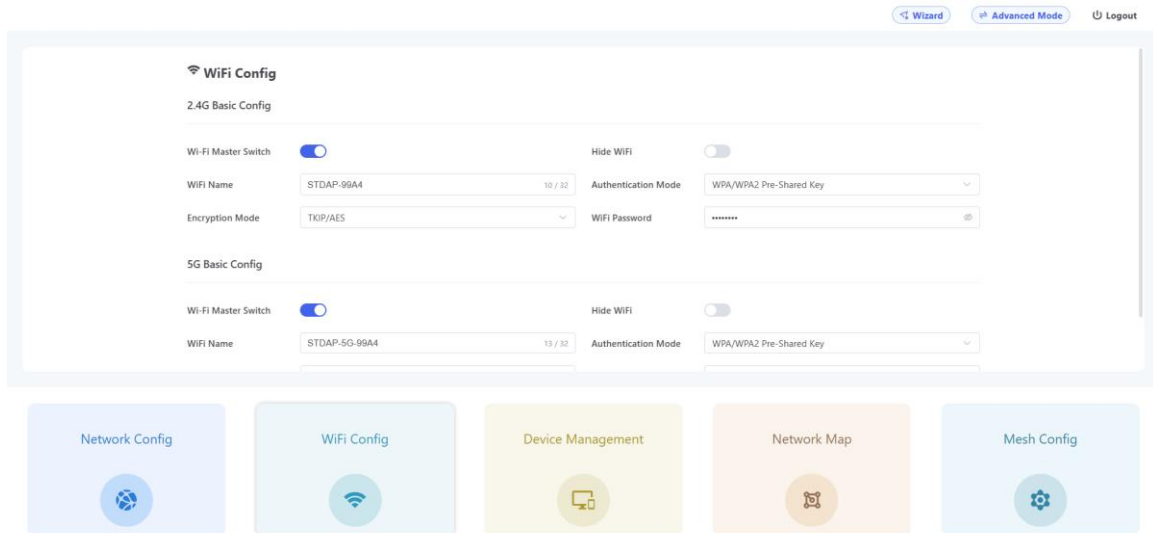 Wizard Advanced Mode Logout
WiFi Config
2.4G Basic Config
Wi-Fi Master Switch Hide WiFi
WiFi Name STDAP-99A4 10 / 32 Authentication Mode WPA/WPA2 Pre-Shared Key
Encryption Mode TKIP/AES WiFi Password ••••••••
5G Basic Config
Wi-Fi Master Switch Hide WiFi
WiFi Name STDAP-5G-99A4 13 / 32 Authentication Mode WPA/WPA2 Pre-Shared Key
Network Config WiFi Config Device Management Network Map Mesh Config